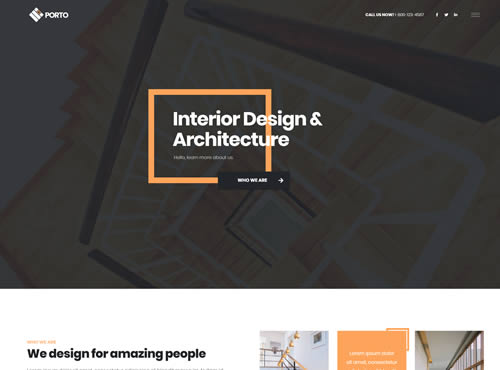 PORTO
CALL US NOW! 1-800-123-4567
Interior Design &
Architecture
Hello, learn more about us.
WHO WE ARE
WHO WE ARE
We design for amazing people
Lorem ipsum dolor
sit amet, consectetur